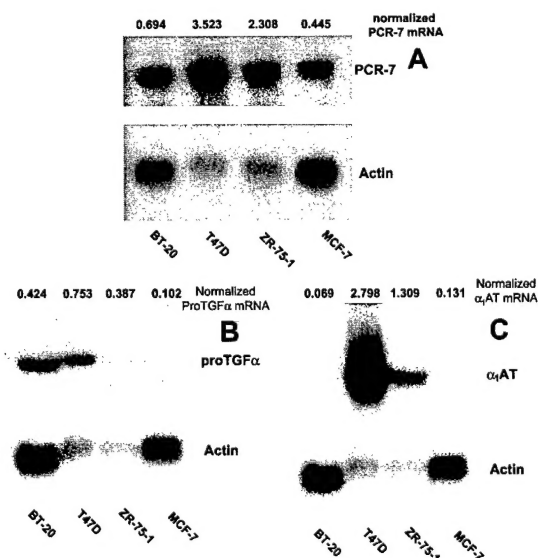 0.694 3.523 2.308 0.445 normalized
PCR-7 mRNA
A
PCR-7
Actin
BT-20 T47D ZR-75-1 MCF-7
0.424 0.753 0.387 0.102 Normalized
ProTGFα mRNA
B
proTGFα
Actin
BT-20 T47D ZR-75-1 MCF-7
0.069 2.798 1.309 0.131 Normalized
α₁AT mRNA
C
α₁AT
Actin
BT-20 T47D ZR-75-1 MCF-7